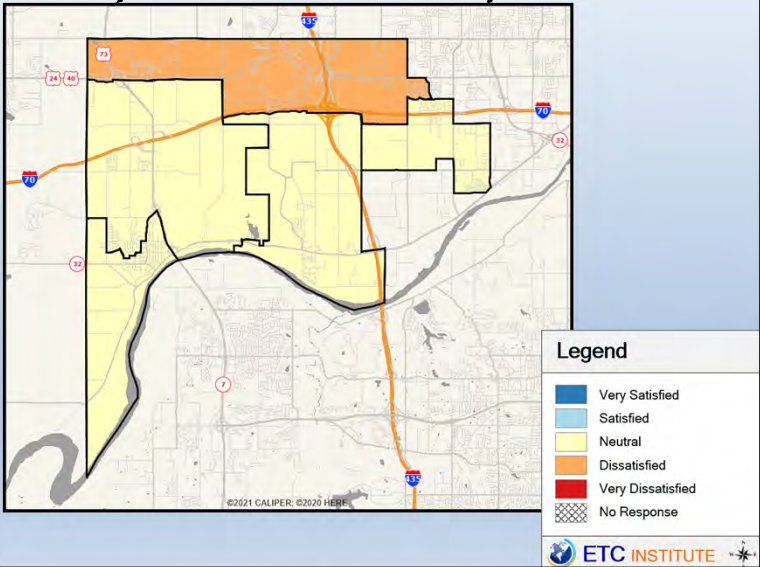 435
73
24 40
70
32
70
32
7
435
©2021 CALIPER; ©2020 HERE
Legend
Very Satisfied
Satisfied
Neutral
Dissatisfied
Very Dissatisfied
No Response
ETC INSTITUTE